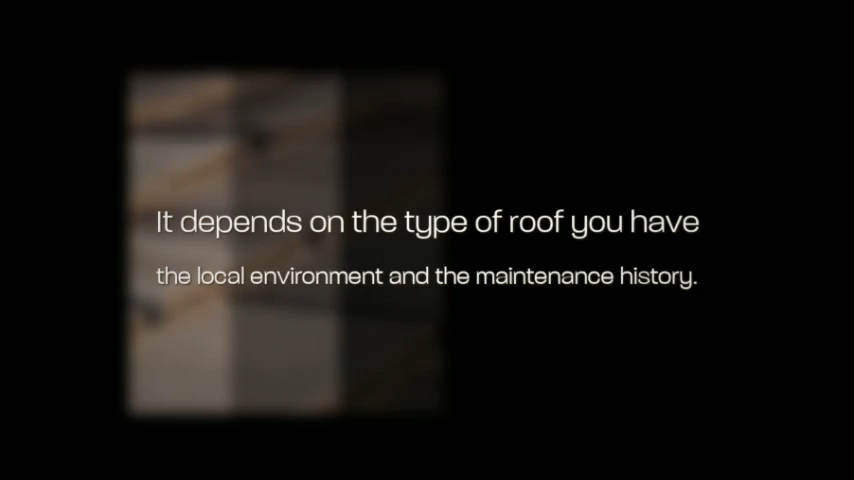 It depends on the type of roof you have
the local environment and the maintenance history.